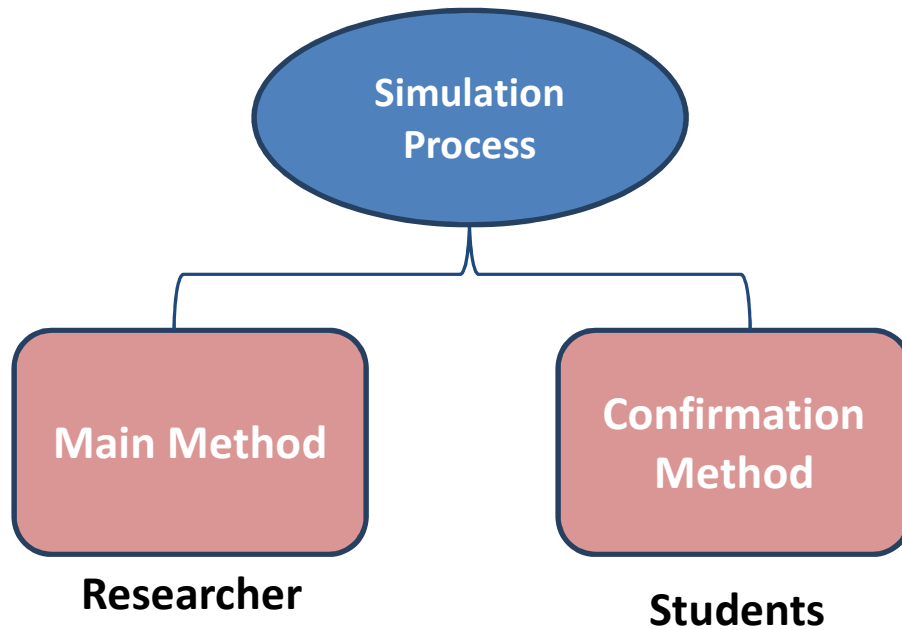 Simulation
Process
Main Method
Confirmation
Method
Researcher
Students